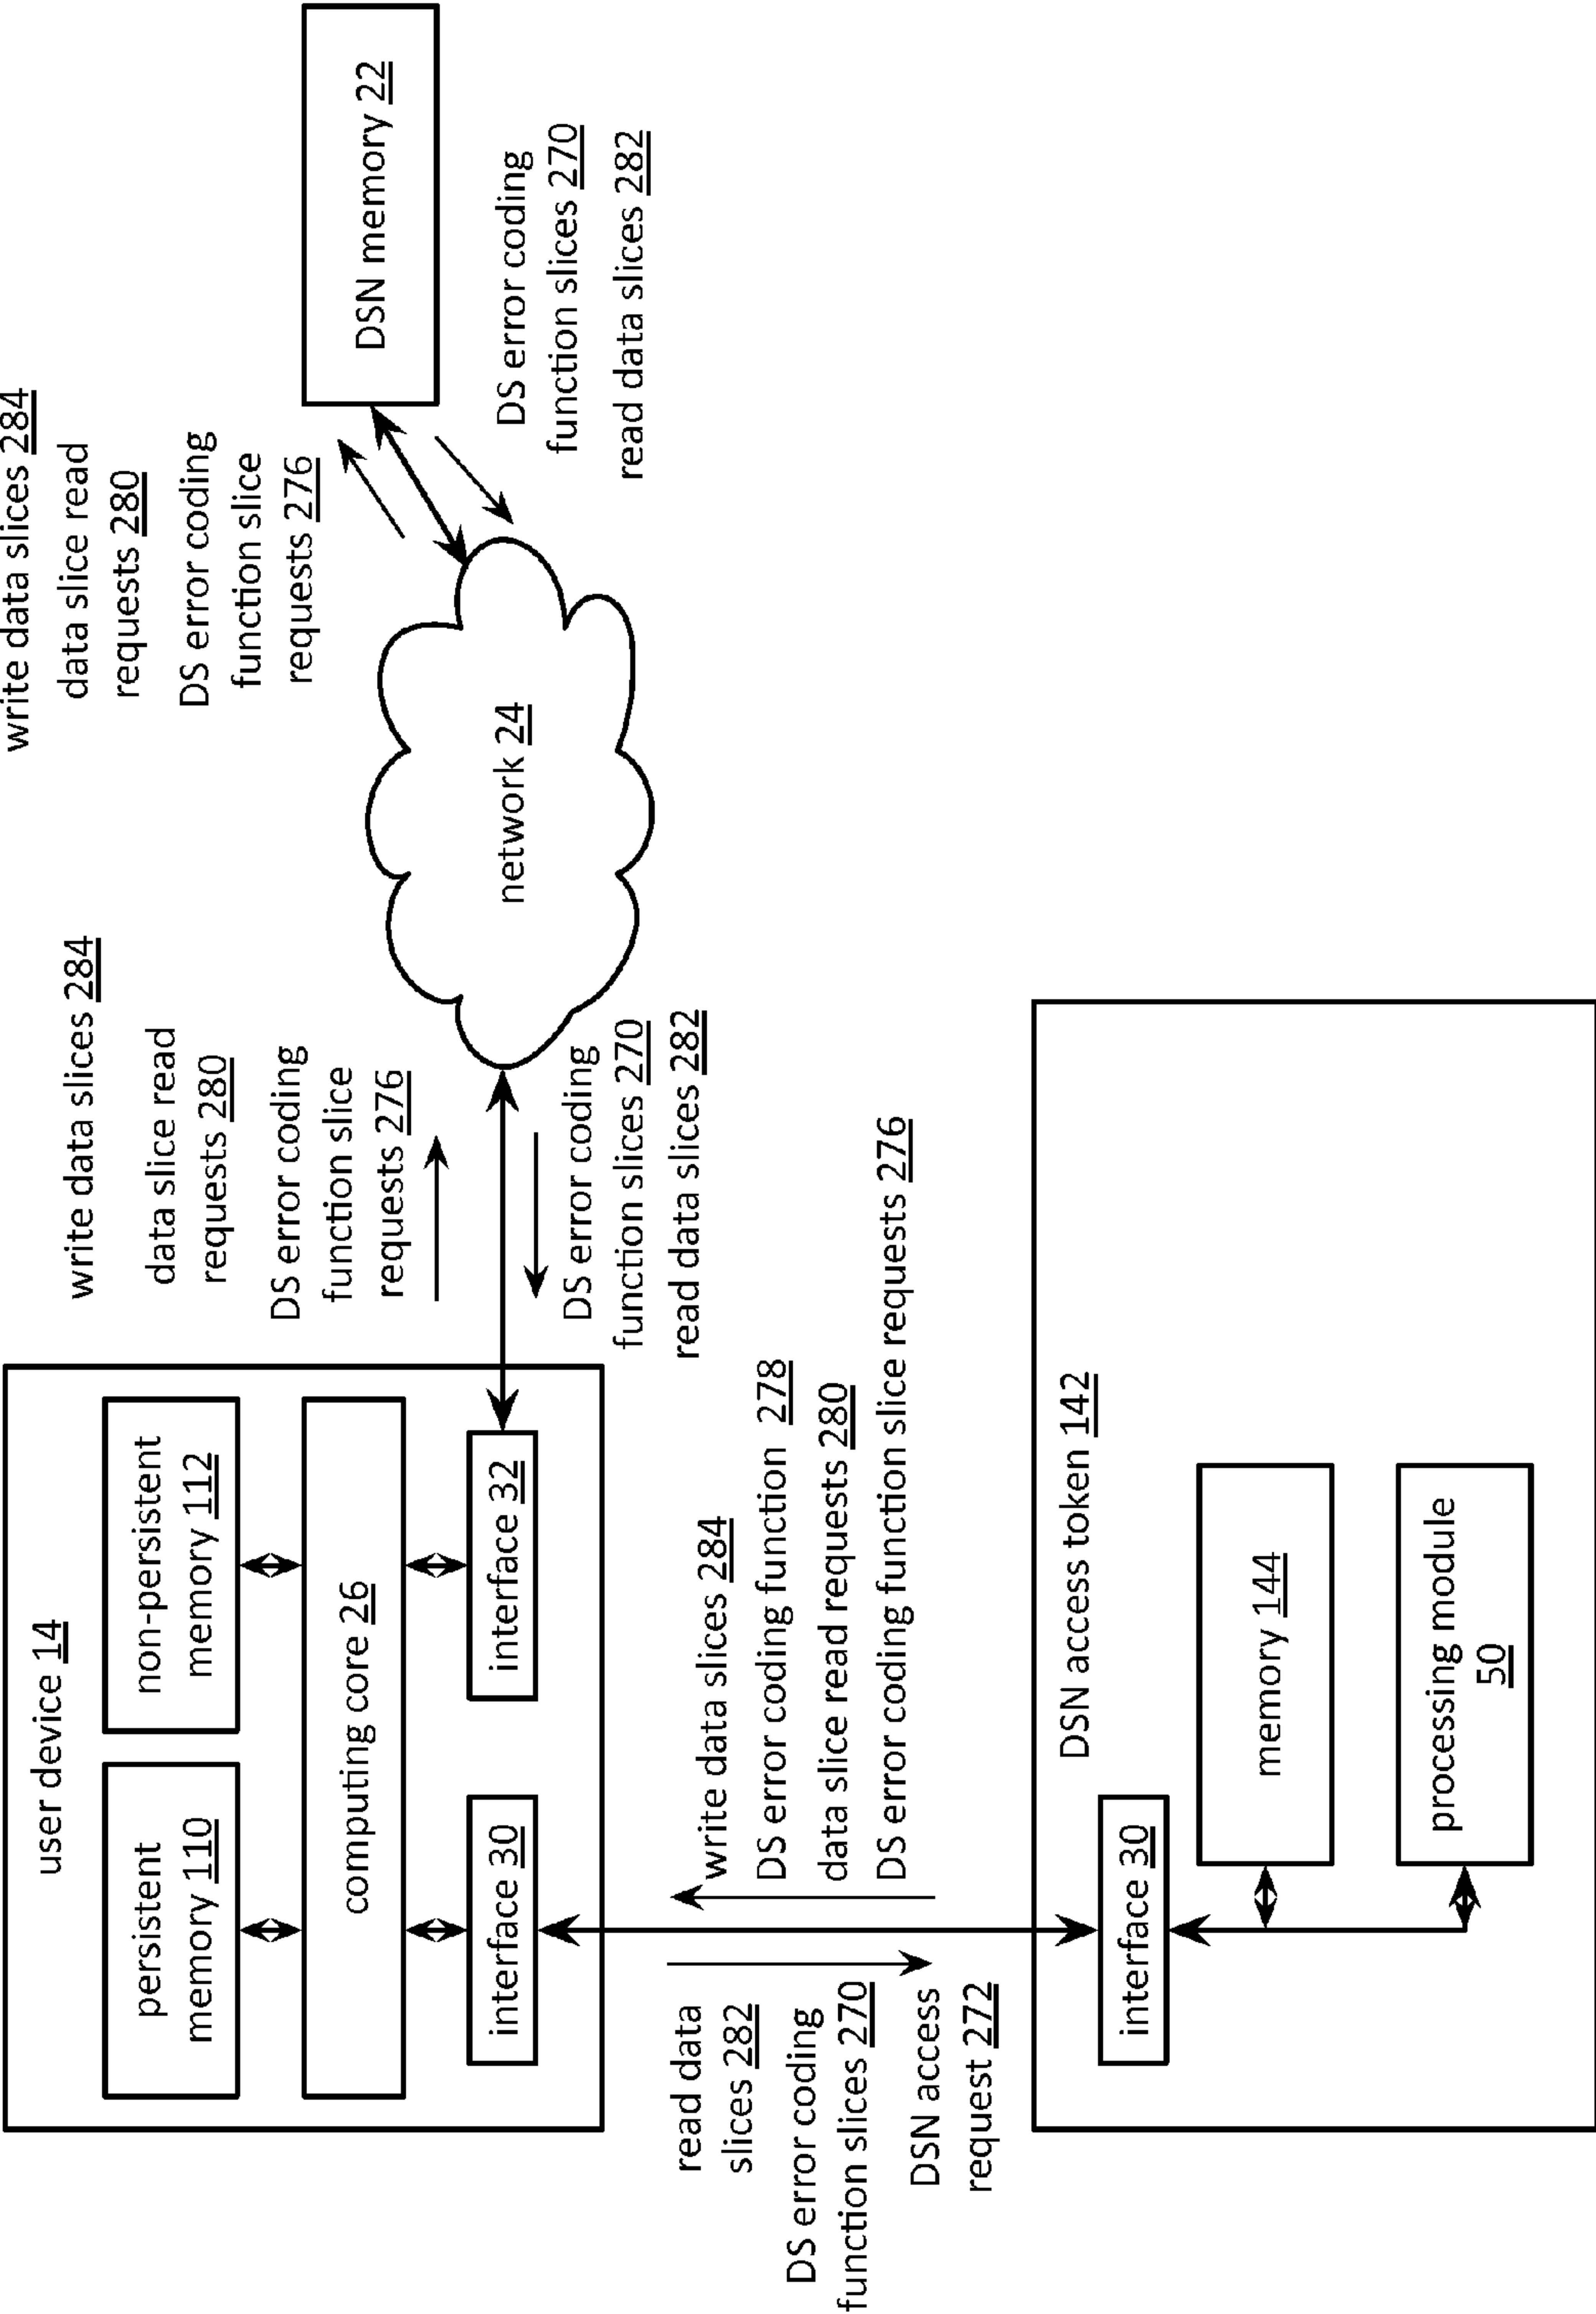 user device 14
persistent
memory 110
non-persistent
memory 112
computing core 26
interface 30
interface 32
write data slices 284
data slice read
requests 280
DS error coding
function slice
requests 276
DS error coding
function slices 270
read data slices 282
network 24
write data slices 284
data slice read
requests 280
DS error coding
function slice
requests 276
DSN memory 22
DS error coding
function slices 270
read data slices 282
read data
slices 282
DS error coding
function slices 270
DSN access
request 272
write data slices 284
DS error coding function 278
data slice read requests 280
DS error coding function slice requests 276
DSN access token 142
interface 30
memory 144
processing module
50